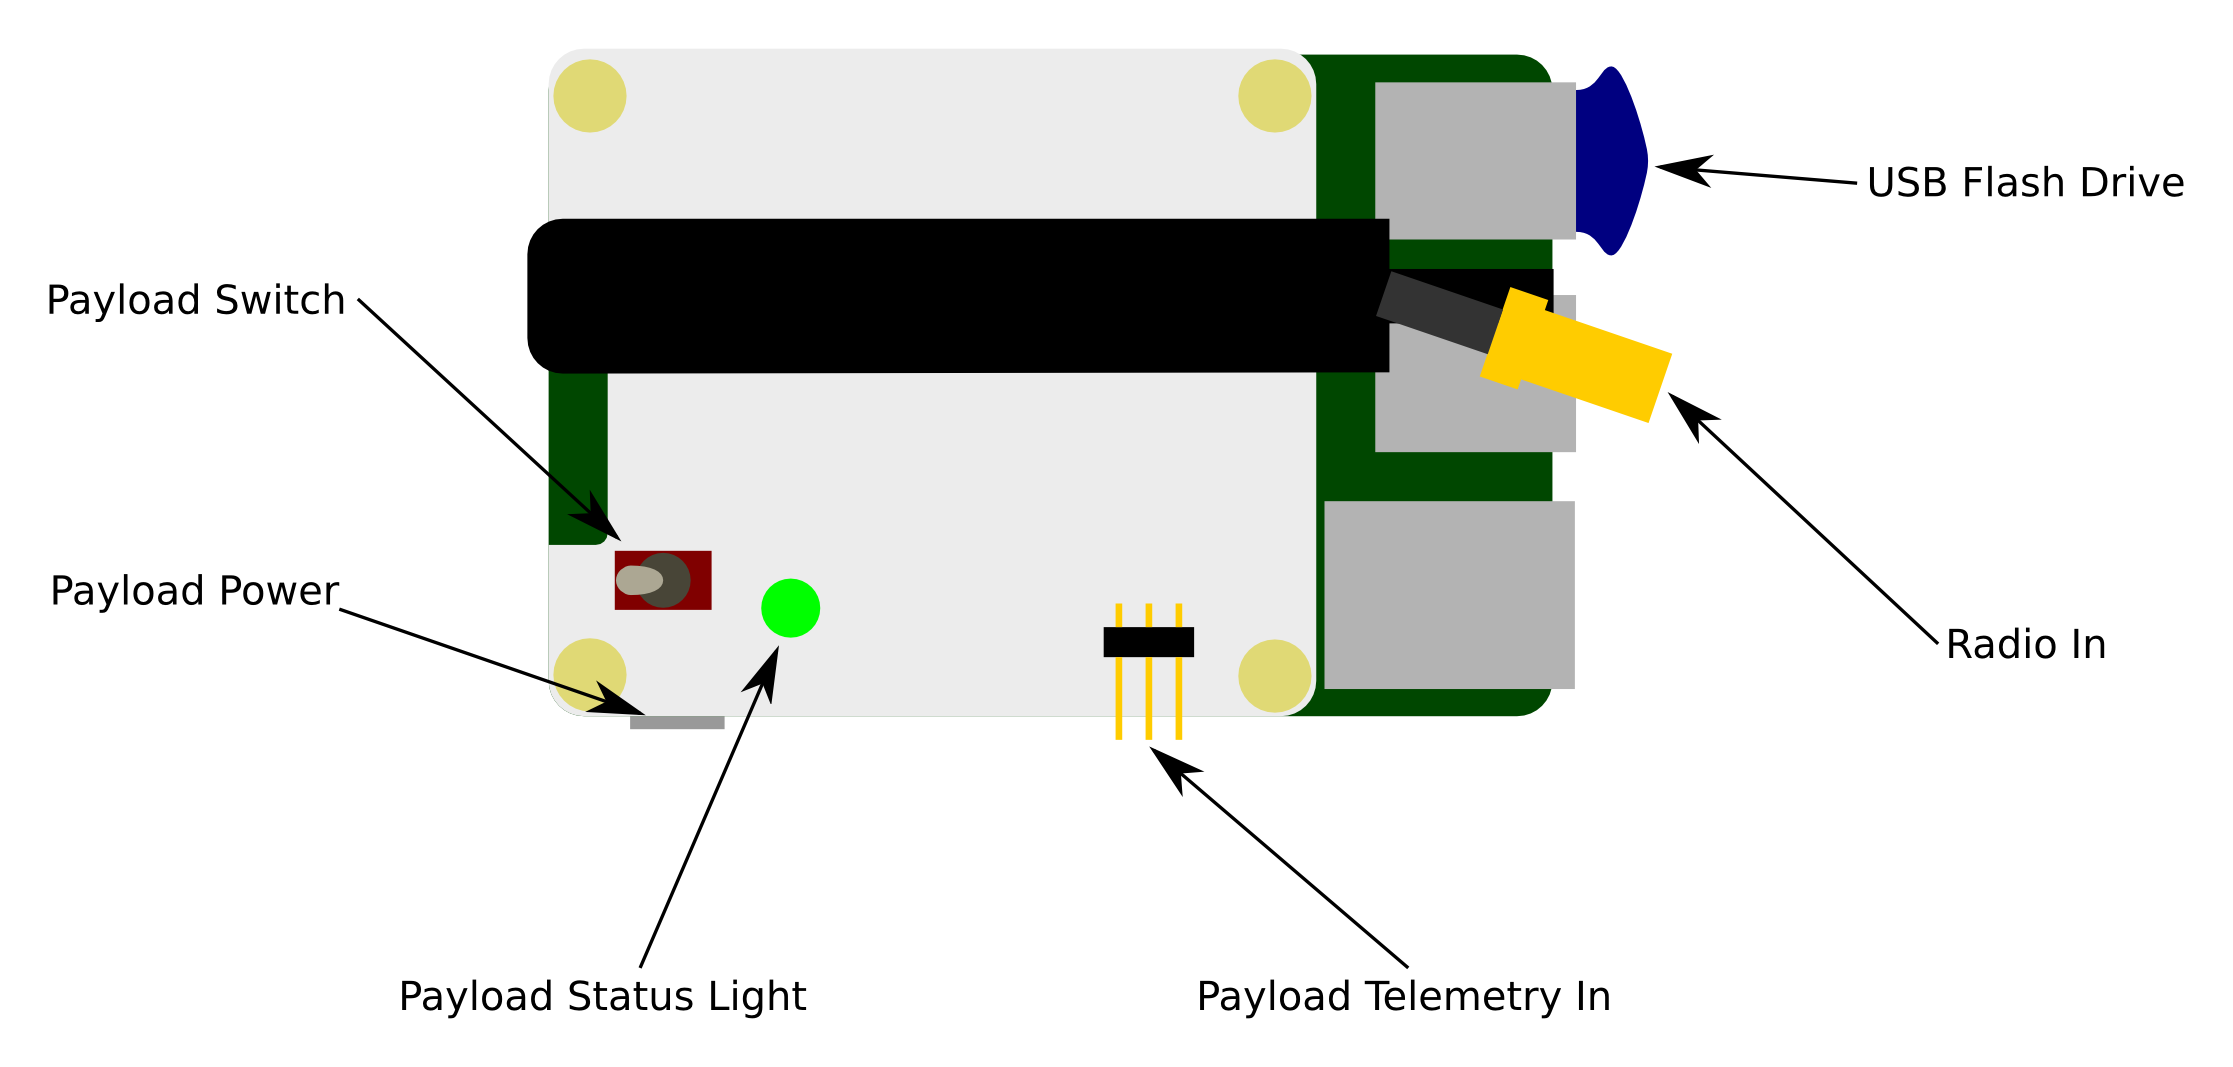 USB Flash Drive
Payload Switch
Payload Power
Radio In
Payload Status Light
Payload Telemetry In